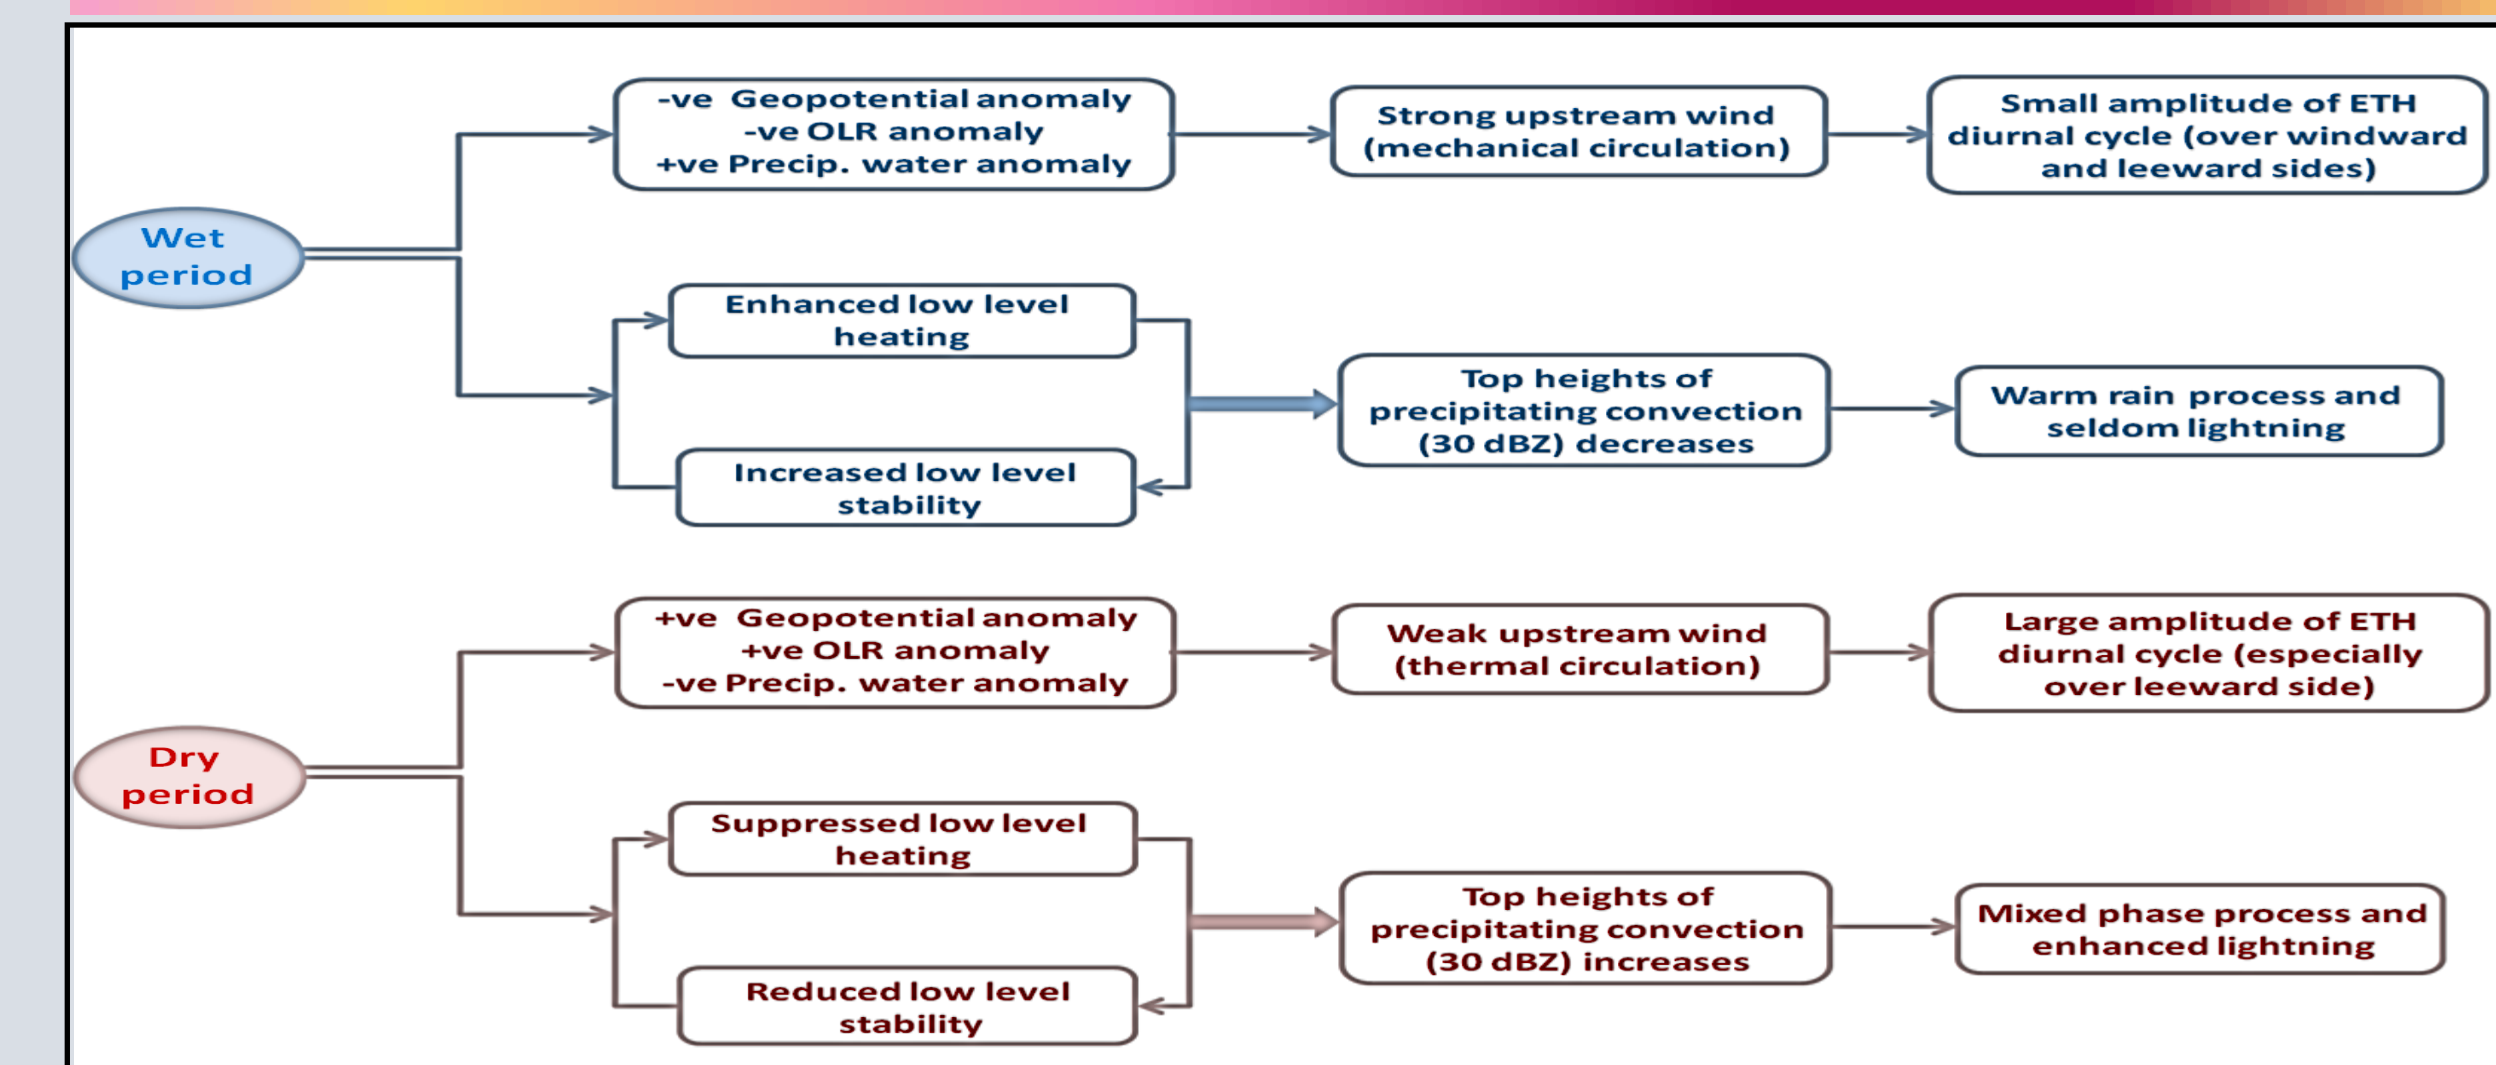 -ve Geopotential anomaly
-ve OLR anomaly
+ve Precip. water anomaly
Strong upstream wind
(mechanical circulation)
Small amplitude of ETH
diurnal cycle (over windward
and leeward sides)
Wet
period
Enhanced low level
heating
Increased low level
stability
Top heights of
precipitating convection
(30 dBZ) decreases
Warm rain process and
seldom lightning
+ve Geopotential anomaly
+ve OLR anomaly
-ve Precip. water anomaly
Weak upstream wind
(thermal circulation)
Large amplitude of ETH
diurnal cycle (especially
over leeward side)
Dry
period
Suppressed low level
heating
Reduced low level
stability
Top heights of
precipitating convection
(30 dBZ) increases
Mixed phase process and
enhanced lightning